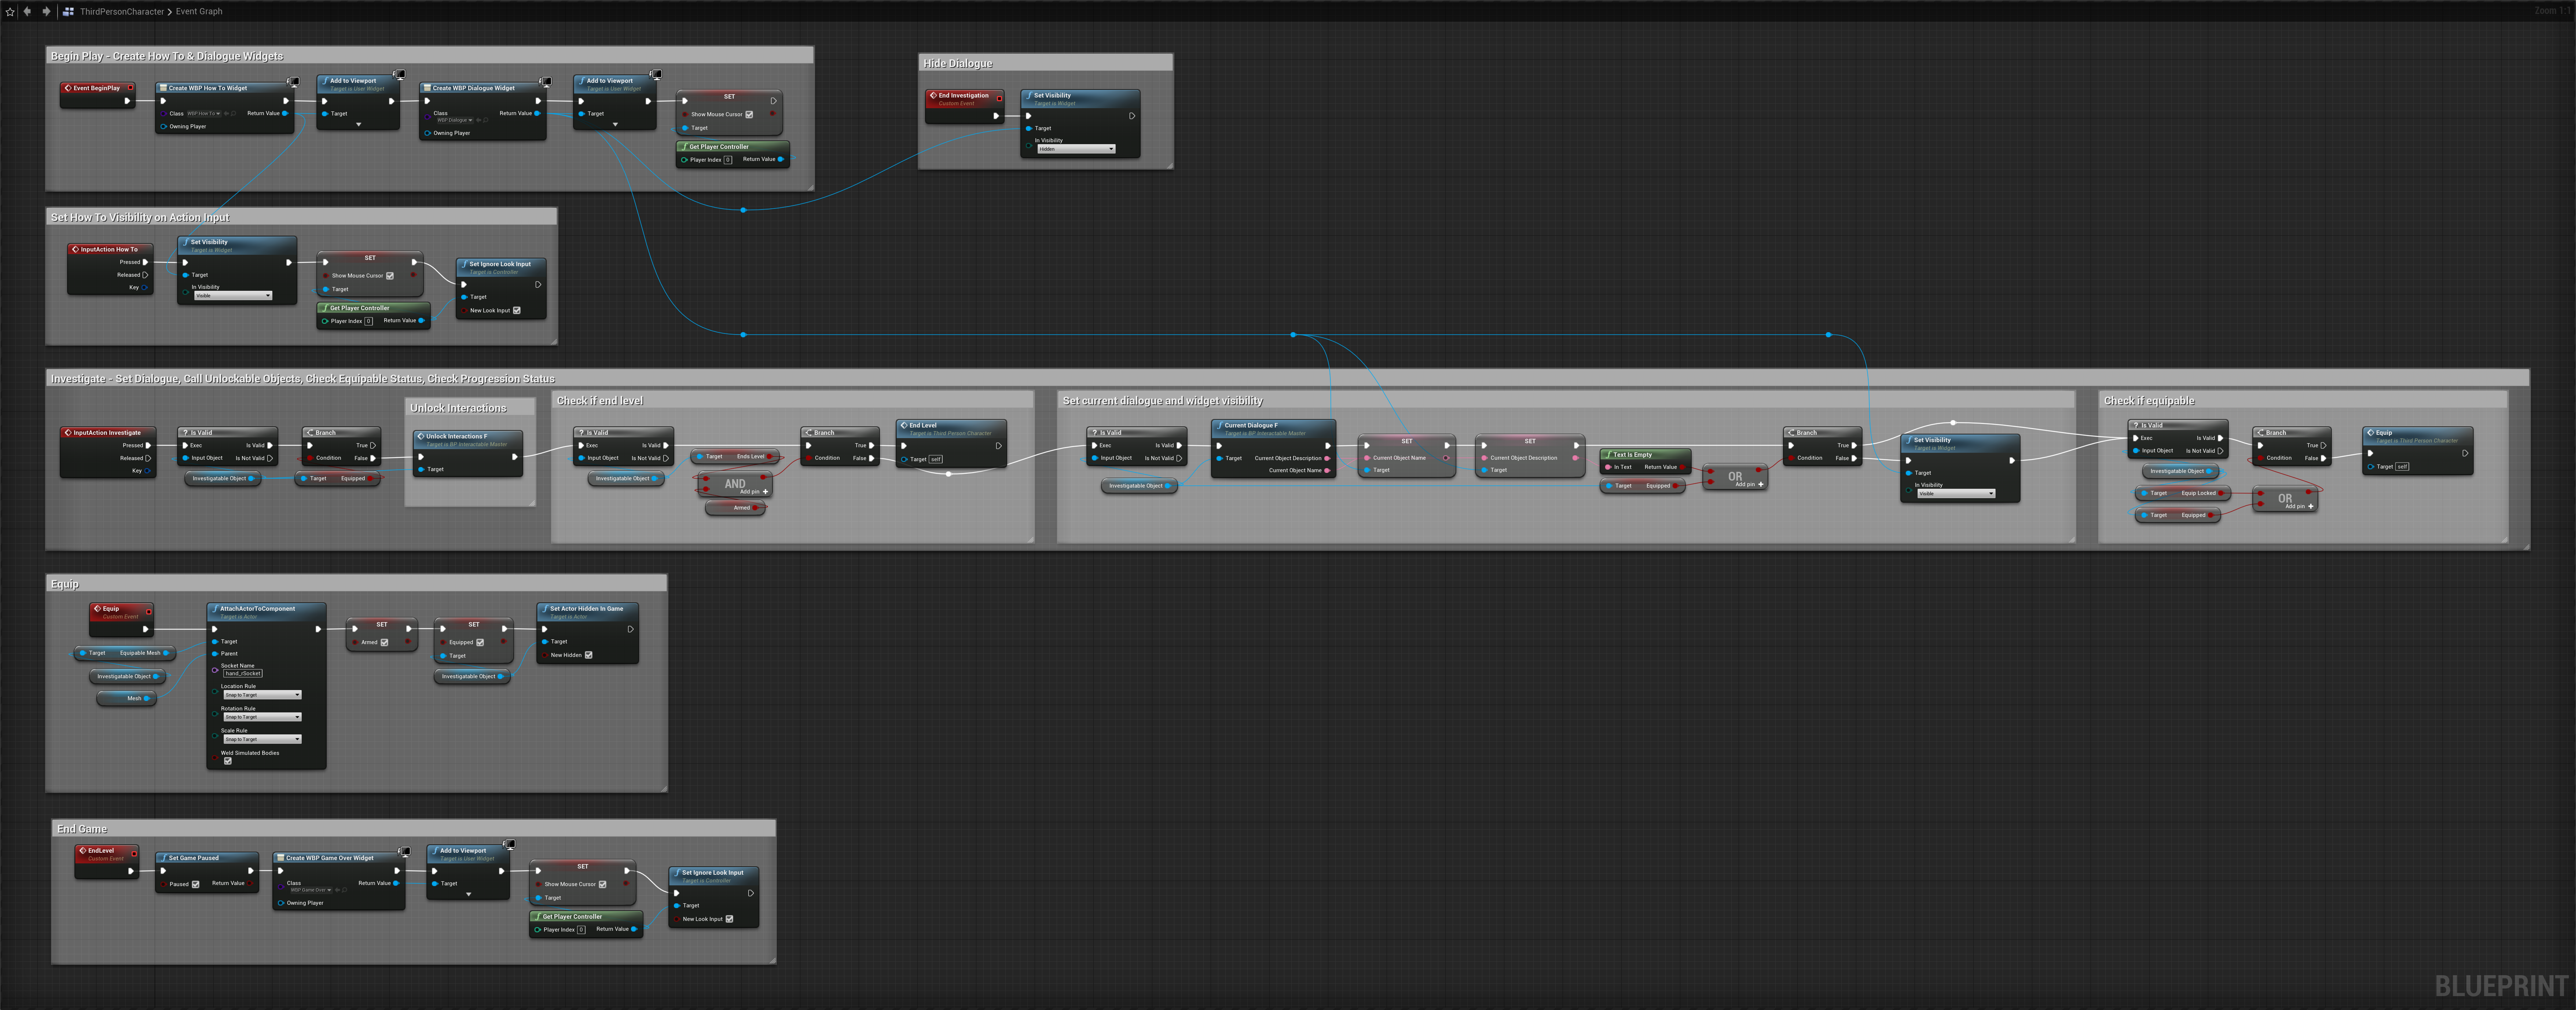 ThirdPersonCharacter > Event Graph
Zoom 1:1
Begin Play - Create How To & Dialogue Widgets
Event BeginPlay
Create WBP How To Widget
Class WBP How To
Return Value
Owning Player
Add to Viewport
Target is User Widget
Target
Create WBP Dialogue Widget
Class
WBP Dialogue
Return Value
Owning Player
Add to Viewport
Target is User Widget
Target
SET
Show Mouse Cursor
Target
Get Player Controller
Player Index 0
Return Value
Hide Dialogue
End Investigation
Custom Event
Set Visibility
Target is Widget
Target
In Visibility
Hidden
Set How To Visibility on Action Input
InputAction How To
Pressed
Released
Key
Set Visibility
Target is Widget
Target
In Visibility
Visible
SET
Show Mouse Cursor
Target
Get Player Controller
Player Index 0
Return Value
Set Ignore Look Input
Target is Controller
Target
New Look Input
Investigate - Set Dialogue, Call Unlockable Objects, Check Equipable Status, Check Progression Status
InputAction Investigate
Pressed
Released
Key
Is Valid
Exec
Is Valid
Input Object
Is Not Valid
Investigatable Object
Branch
True
Condition
False
Target
Equipped
Unlock Interactions
Unlock Interactions F
Target is BP Interactable Master
Target
Check if end level
Is Valid
Exec
Is Valid
Input Object
Is Not Valid
Investigatable Object
Target
Ends Level
AND
Add pin +
Armed
Branch
True
Condition
False
End Level
Target is Third Person Character
Target self
Set current dialogue and widget visibility
Is Valid
Exec
Is Valid
Input Object
Is Not Valid
Investigatable Object
Current Dialogue F
Target is BP Interactable Master
Target
Current Object Description
Current Object Name
SET
Current Object Name
Target
SET
Current Object Description
Target
Text Is Empty
In Text
Return Value
Target
Equipped
OR
Add pin +
Branch
True
Condition
False
Set Visibility
Target is Widget
Target
In Visibility
Visible
Check if equipable
Is Valid
Exec
Is Valid
Input Object
Is Not Valid
Investigatable Object
Target
Equip Locked
Target
Equipped
OR
Add pin +
Branch
True
Condition
False
Equip
Target is Third Person Character
Target self
Equip
Equip
Custom Event
Target
Equipable Mesh
Investigatable Object
Mesh
AttachActorToComponent
Target is Actor
Target
Parent
Socket Name
hand_rSocket
Location Rule
Snap to Target
Rotation Rule
Snap to Target
Scale Rule
Snap to Target
Weld Simulated Bodies
SET
Armed
SET
Equipped
Target
Investigatable Object
Set Actor Hidden In Game
Target is Actor
Target
New Hidden
End Game
EndLevel
Custom Event
Set Game Paused
Paused
Return Value
Create WBP Game Over Widget
Class
WBP Game Over
Return Value
Owning Player
Add to Viewport
Target is User Widget
Target
SET
Show Mouse Cursor
Target
Get Player Controller
Player Index 0
Return Value
Set Ignore Look Input
Target is Controller
Target
New Look Input
BLUEPRINT